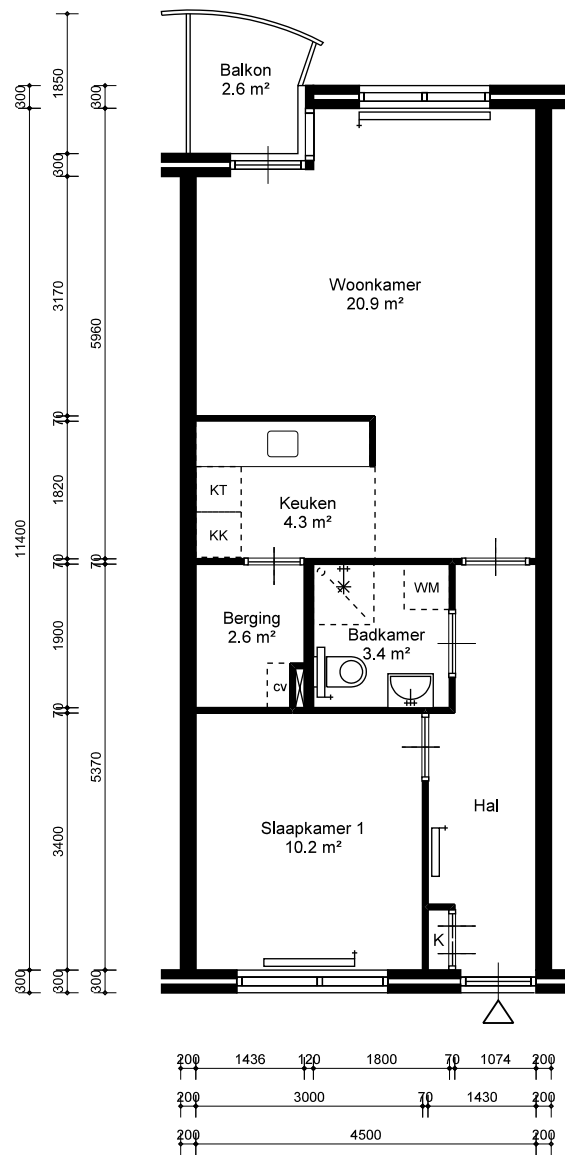 Balkon
2.6 m²
Woonkamer
20.9 m²
KT
KK
Keuken
4.3 m²
WM
Berging
2.6 m²
Badkamer
3.4 m²
cv
Slaapkamer 1
10.2 m²
Hal
K
300
11400
300
1850
300
3170
70
1820
70
1900
70
3400
300
300
5960
70
5370
300
200 1436 120 1800 70 1074 200
200 3000 70 1430 200
200 4500 200